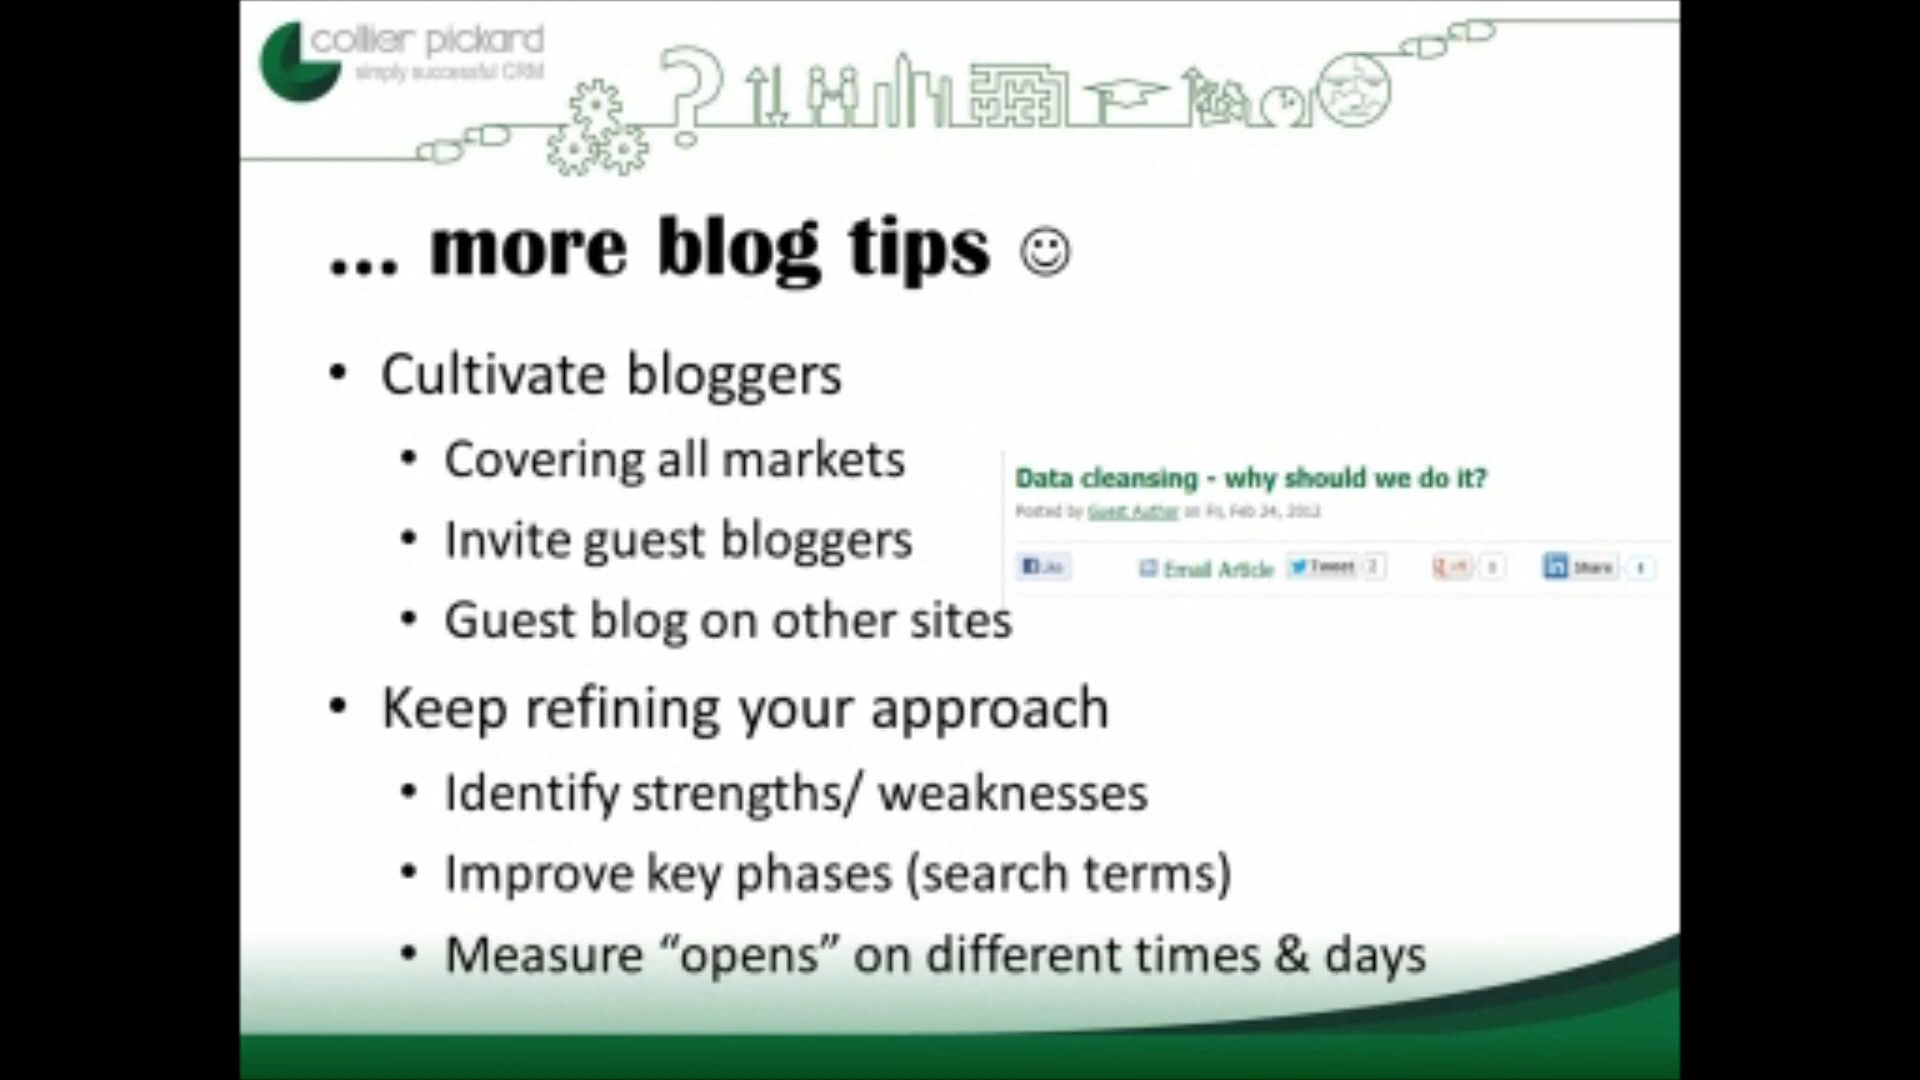 collier pickard
simply successful CRM
... more blog tips ☺
• Cultivate bloggers
• Covering all markets
• Invite guest bloggers
• Guest blog on other sites
Data cleansing - why should we do it?
Posted by Guest Author on Fri, Feb 24, 2012
Like Email Article Tweet 2 +1 Share
• Keep refining your approach
• Identify strengths/ weaknesses
• Improve key phases (search terms)
• Measure “opens” on different times & days